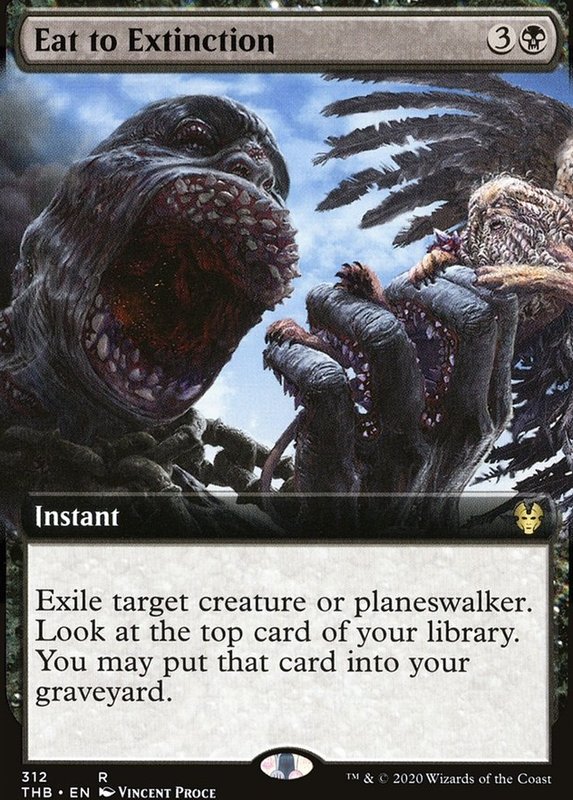 Eat to Extinction 3
Instant
Exile target creature or planeswalker.
Look at the top card of your library.
You may put that card into your
graveyard.
312 R
THB • EN Vincent Proce
™ & © 2020 Wizards of the Coast